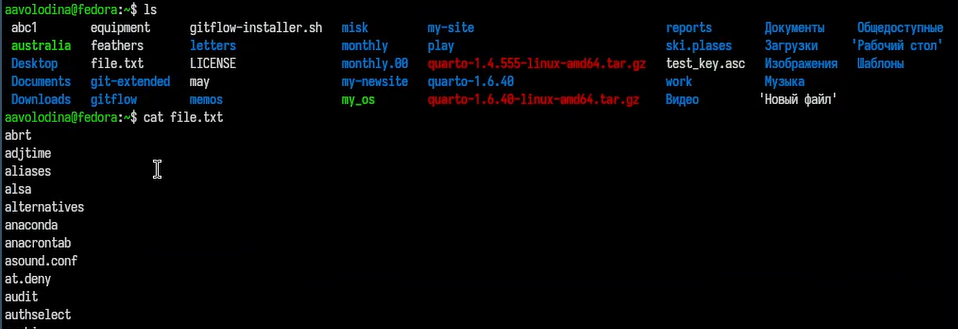 aavolodina@fedora:~$ ls
abc1 equipment gitflow-installer.sh misk my-site reports Документы Общедоступные
australia feathers letters monthly play ski.plases Загрузки 'Рабочий стол'
Desktop file.txt LICENSE monthly.00 quarto-1.4.555-linux-amd64.tar.gz test_key.asc Изображения Шаблоны
Documents git-extended may my-newsite quarto-1.6.40 work Музыка
Downloads gitflow memos my_os quarto-1.6.40-linux-amd64.tar.gz Видео 'Новый файл'
aavolodina@fedora:~$ cat file.txt
abrt
adjtime
aliases
alsa
alternatives
anaconda
anacrontab
asound.conf
at.deny
audit
authselect